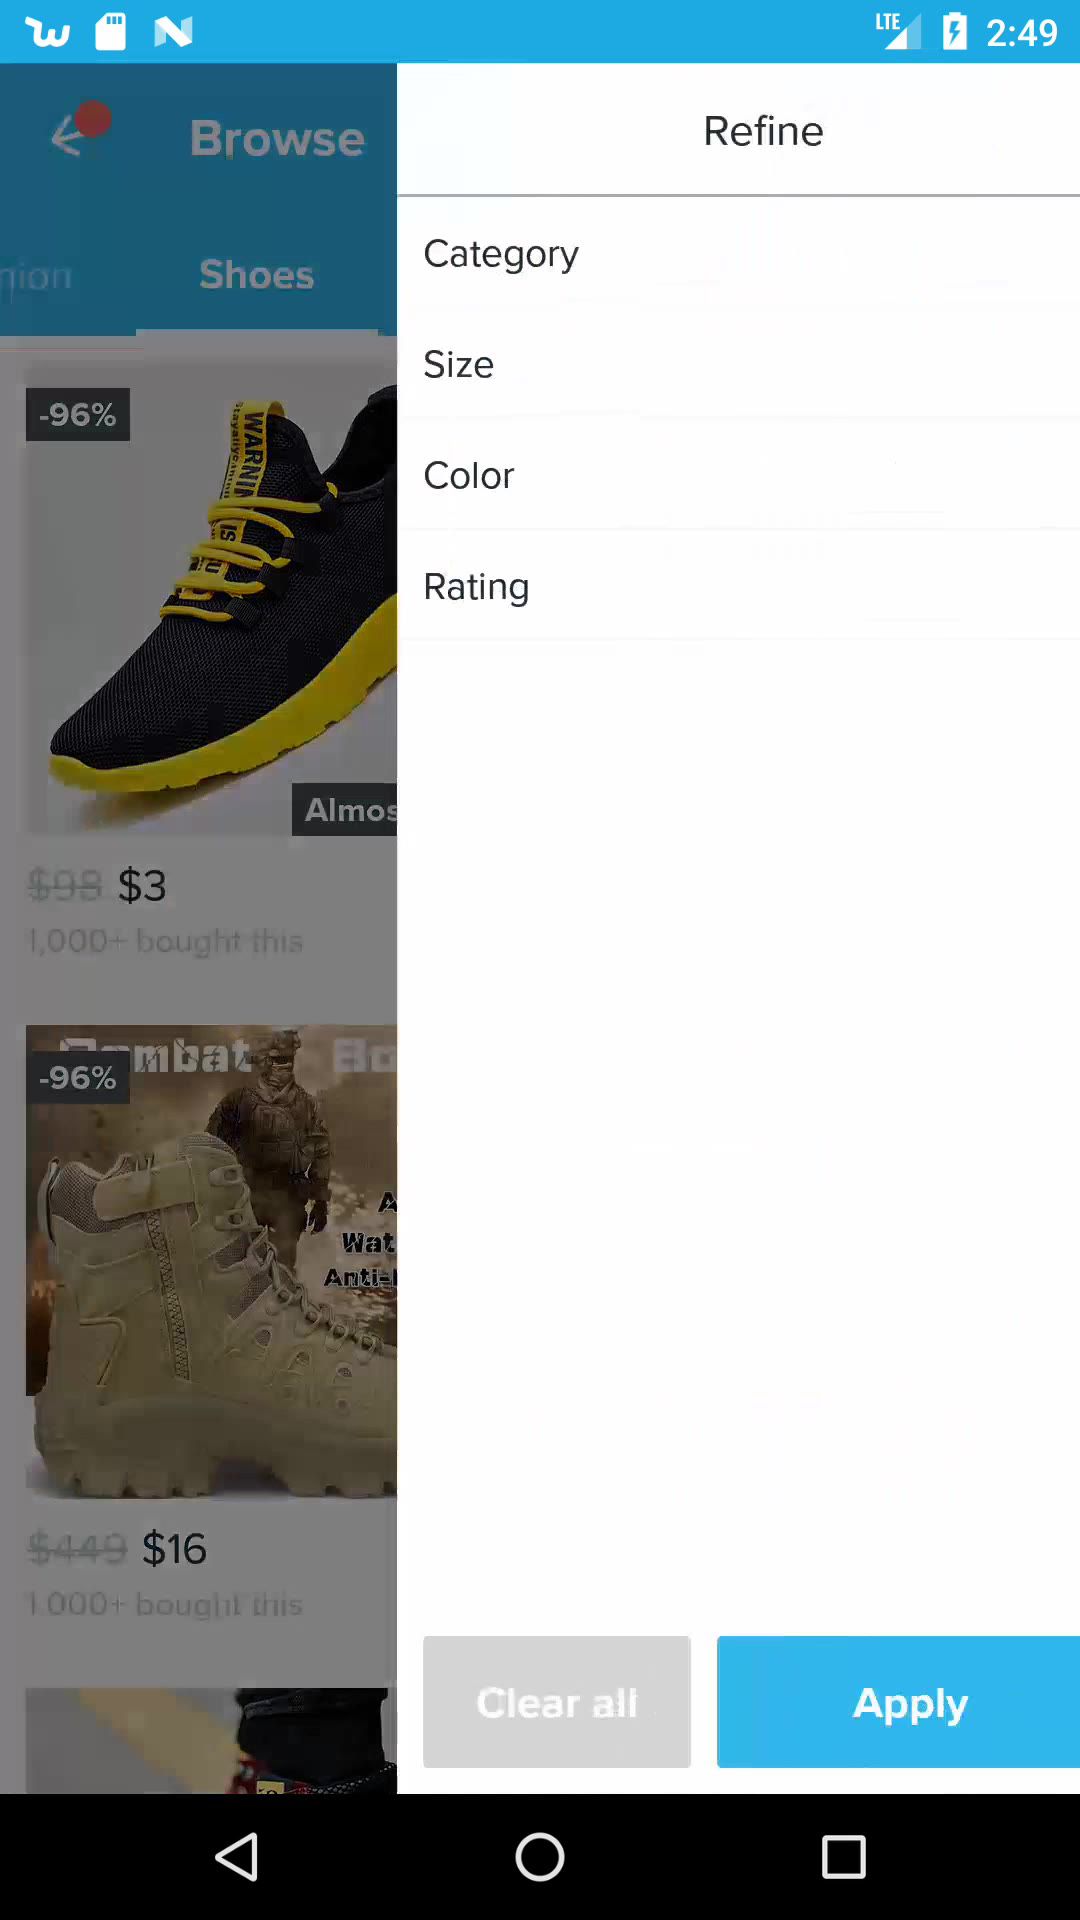 LTE 2:49
Browse
Refine
Shoes
Category
Size
Color
Rating
-96%
WARNIN
Almos
$98 $3
1,000+ bought this
-96%
Combat Bo
A
Wat
Anti-
$449 $16
1,000+ bought this
Clear all
Apply